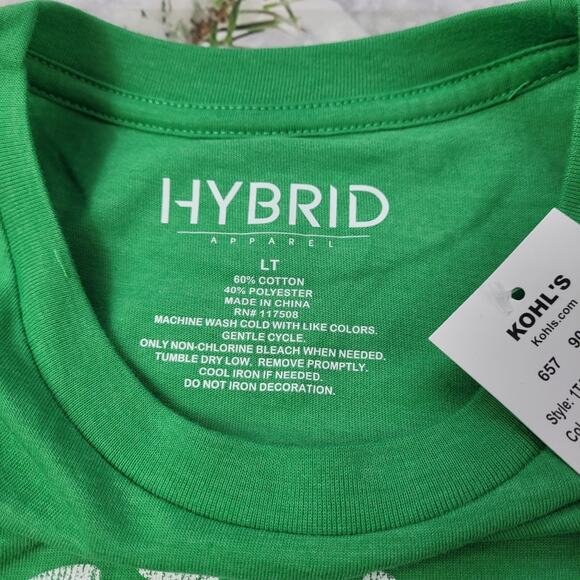 HYBRID
APPAREL
LT
60% COTTON
40% POLYESTER
MADE IN CHINA
RN# 117508
MACHINE WASH COLD WITH LIKE COLORS.
GENTLE CYCLE.
ONLY NON-CHLORINE BLEACH WHEN NEEDED.
TUMBLE DRY LOW. REMOVE PROMPTLY.
COOL IRON IF NEEDED.
DO NOT IRON DECORATION.
KOHL'S
Kohls.com
657
Style: